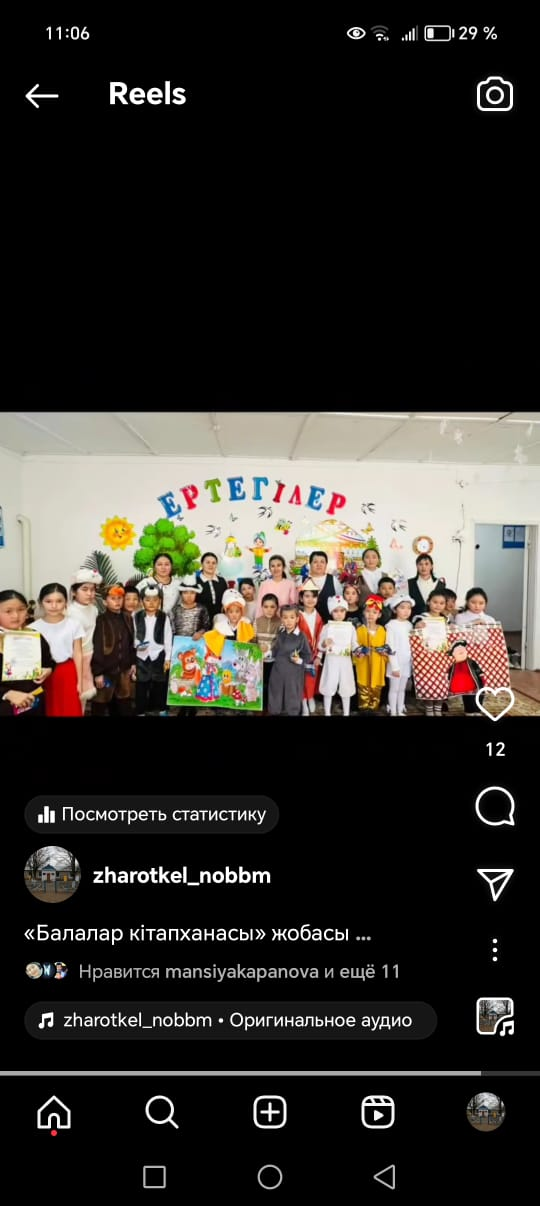 11:06
29 %
Reels
ЕРТЕГІЛЕР
12
Посмотреть статистику
zharotkel_nobbm
«Балалар кітапханасы» жобасы ...
Нравится mansiyakapanova и ещё 11
zharotkel_nobbm • Оригинальное аудио